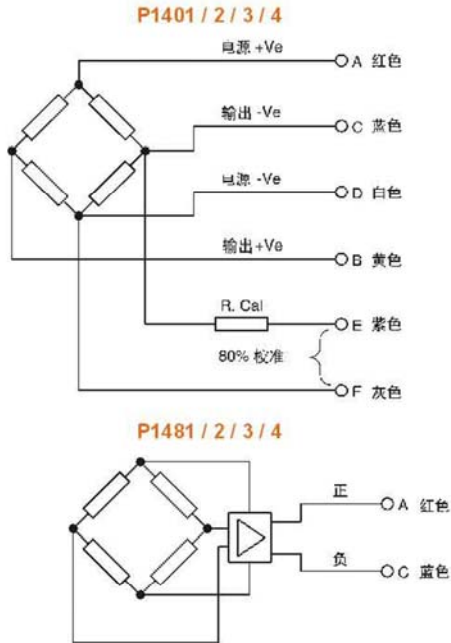 P1401 / 2 / 3 / 4
电源 +Ve
A 红色
输出 -Ve
C 蓝色
电源 -Ve
D 白色
输出+Ve
B 黄色
R. Cal
E 紫色
80% 校准
F 灰色
P1481 / 2 / 3 / 4
正
A 红色
负
C 蓝色